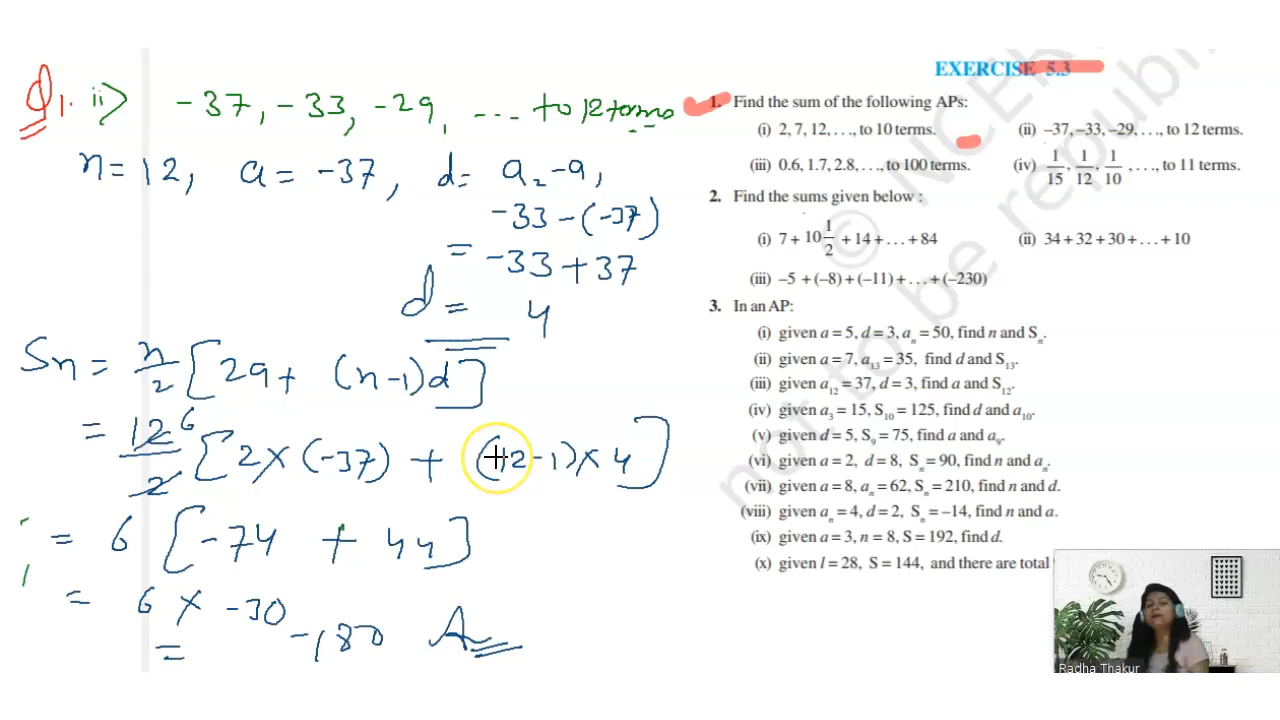 Q1. ii> -37, -33, -29, ... to 12 terms
n = 12, a = -37, d = a₂ - a₁
-33 - (-37)
= -33 + 37
d = 4
Sn = n/2 [2a + (n-1)d]
= 12/2 6 [2 × (-37) + (12-1) × 4]
= 6 [-74 + 44]
= 6 × -30
= -180 A
EXERCISE 5.3
1. Find the sum of the following APs:
(i) 2, 7, 12, . . ., to 10 terms. (ii) –37, –33, –29, . . ., to 12 terms.
(iii) 0.6, 1.7, 2.8, . . ., to 100 terms. (iv) 1/15, 1/12, 1/10, . . ., to 11 terms.
2. Find the sums given below :
(i) 7 + 10 1/2 + 14 + . . . + 84 (ii) 34 + 32 + 30 + . . . + 10
(iii) –5 + (–8) + (–11) + . . . + (–230)
3. In an AP:
(i) given a = 5, d = 3, aₙ = 50, find n and Sₙ.
(ii) given a = 7, a₁₃ = 35, find d and S₁₃.
(iii) given a₁₂ = 37, d = 3, find a and S₁₂.
(iv) given a₃ = 15, S₁₀ = 125, find d and a₁₀.
(v) given d = 5, S₉ = 75, find a and a₉.
(vi) given a = 2, d = 8, Sₙ = 90, find n and aₙ.
(vii) given a = 8, aₙ = 62, Sₙ = 210, find n and d.
(viii) given aₙ = 4, d = 2, Sₙ = –14, find n and a.
(ix) given a = 3, n = 8, S = 192, find d.
(x) given l = 28, S = 144, and there are total
© NCERT
not to be republi
Radha Thakur